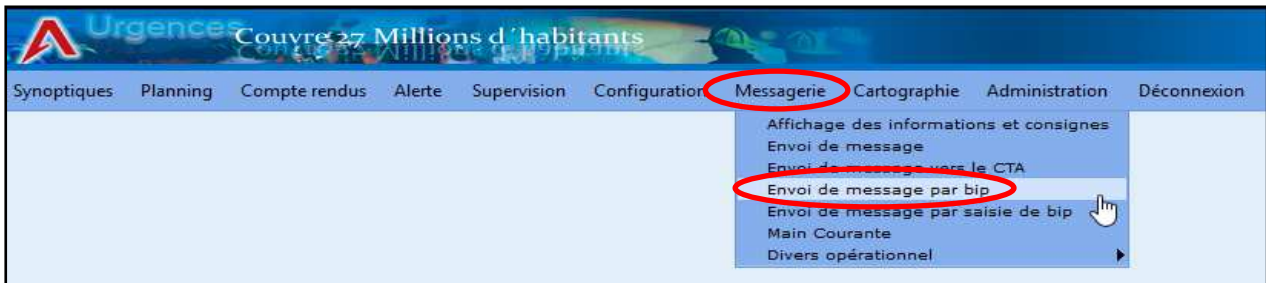 Urgences Couvre 27 Millions d'habitants
Synoptiques Planning Compte rendus Alerte Supervision Configuration Messagerie Cartographie Administration Déconnexion
Affichage des informations et consignes
Envoi de message
Envoi de message vers le CTA
Envoi de message par bip
Envoi de message par saisie de bip
Main Courante
Divers opérationnel